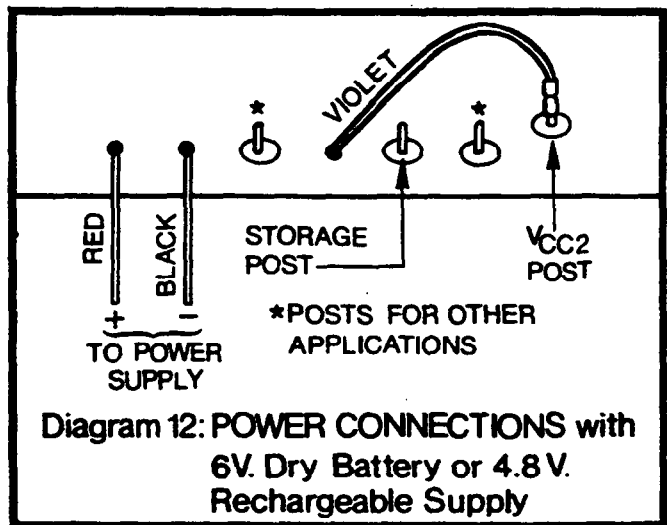 *
VIOLET
*
RED
BLACK
STORAGE
POST
VCC2
POST
+
−
TO POWER
SUPPLY
*POSTS FOR OTHER
APPLICATIONS
Diagram 12: POWER CONNECTIONS with
6V. Dry Battery or 4.8V.
Rechargeable Supply